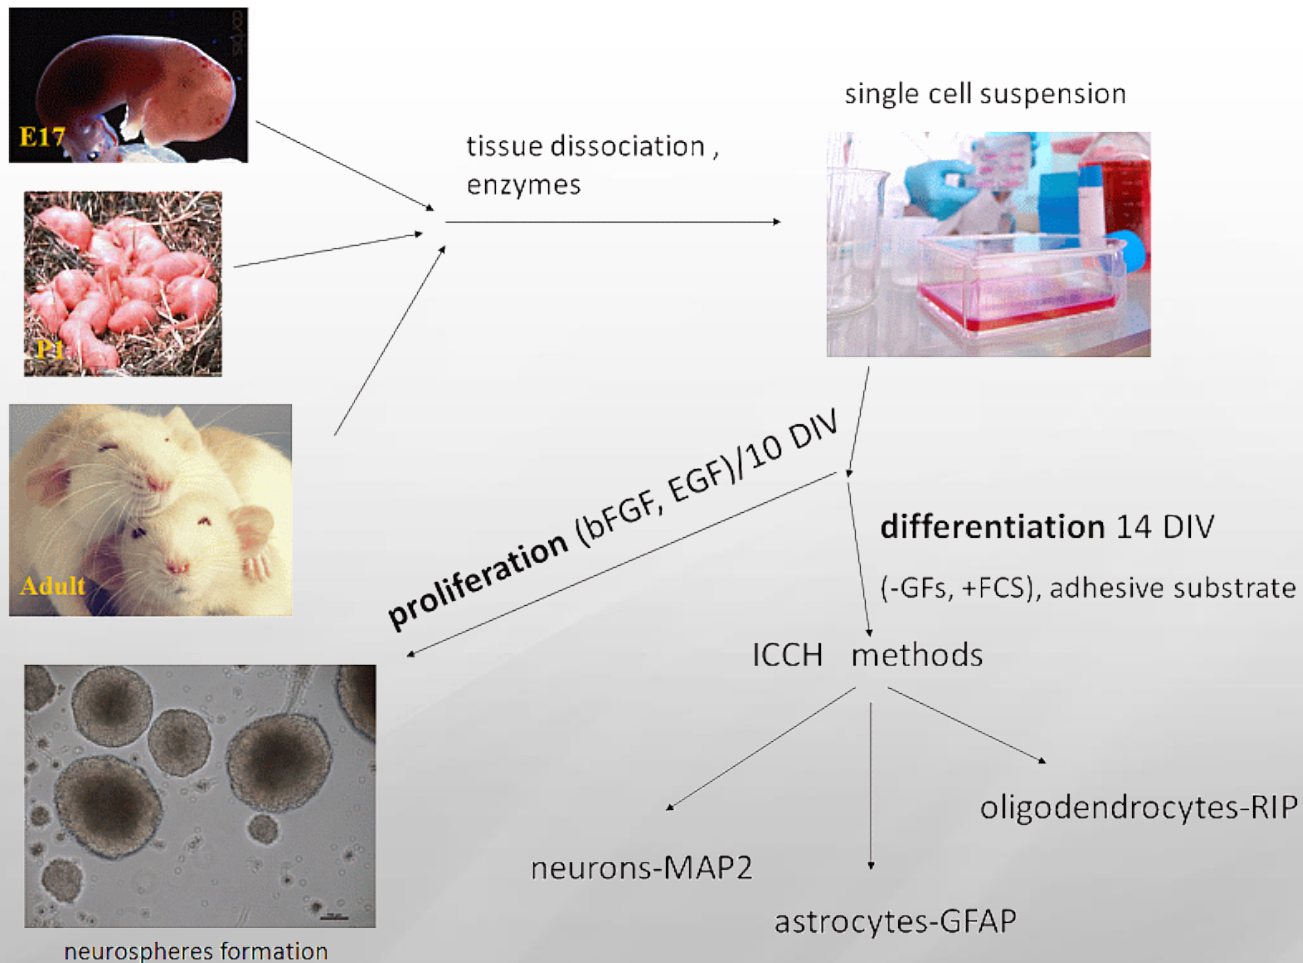 corbis
E17
single cell suspension
tissue dissociation ,
enzymes
P1
Adult
proliferation (bFGF, EGF)/10 DIV
differentiation 14 DIV
(-GFs, +FCS), adhesive substrate
ICCH methods
oligodendrocytes-RIP
neurons-MAP2
astrocytes-GFAP
neurospheres formation